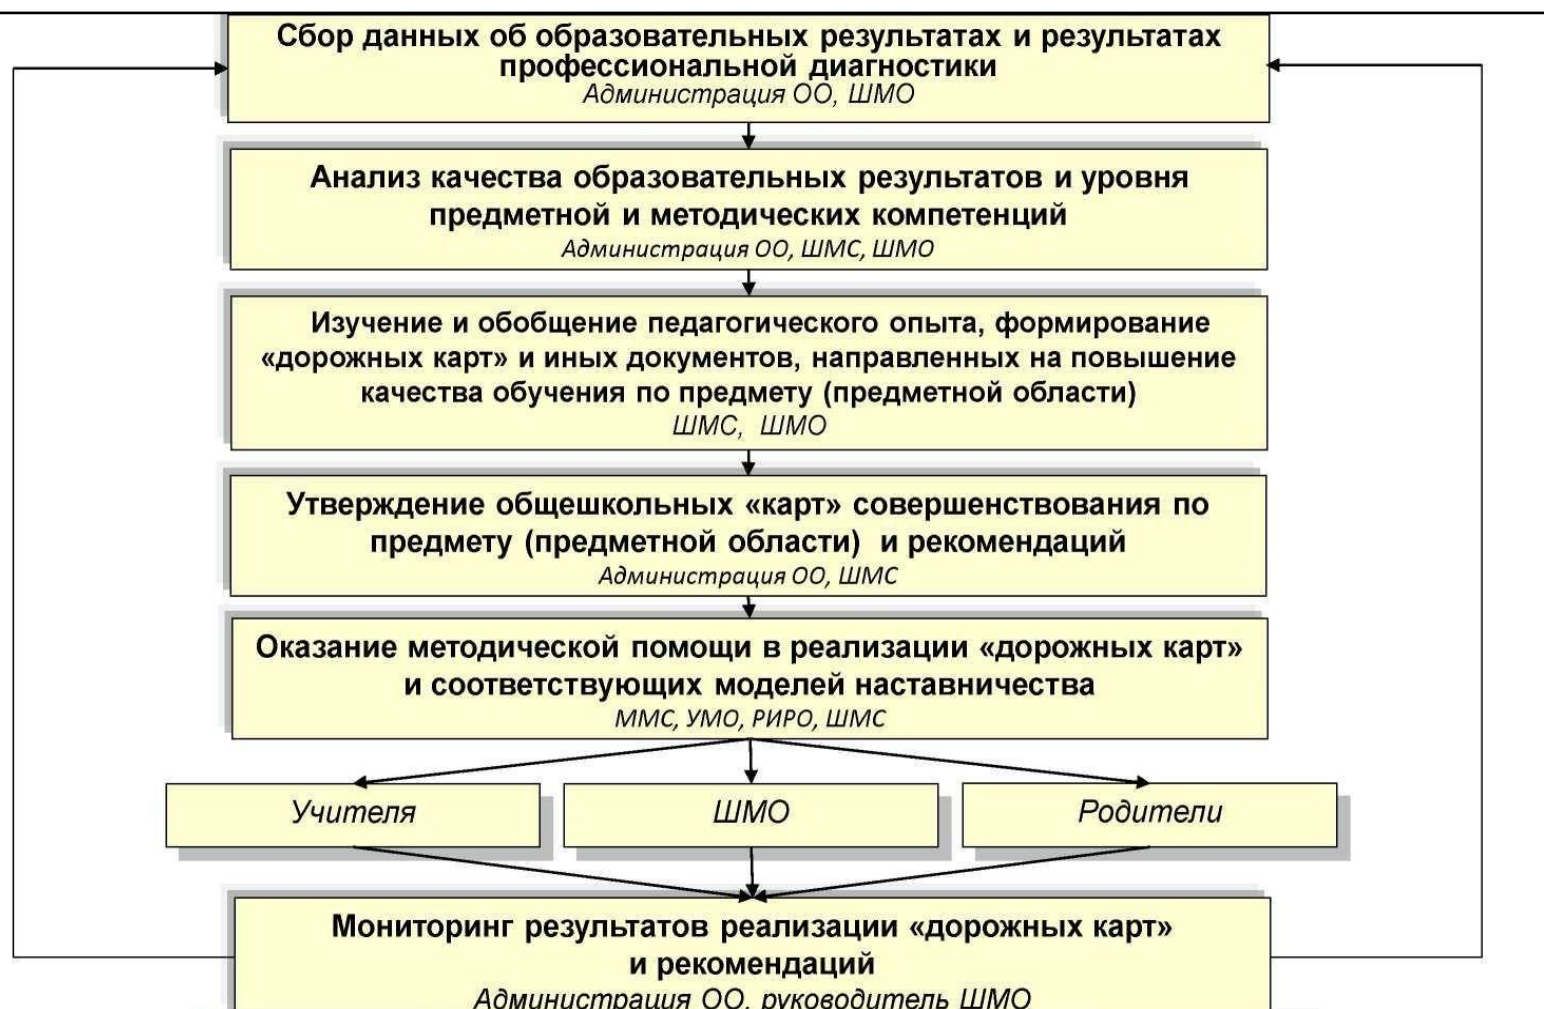 Сбор данных об образовательных результатах и результатах
профессиональной диагностики
Администрация ОО, ШМО
Анализ качества образовательных результатов и уровня
предметной и методических компетенций
Администрация ОО, ШМС, ШМО
Изучение и обобщение педагогического опыта, формирование
«дорожных карт» и иных документов, направленных на повышение
качества обучения по предмету (предметной области)
ШМС, ШМО
Утверждение общешкольных «карт» совершенствования по
предмету (предметной области) и рекомендаций
Администрация ОО, ШМС
Оказание методической помощи в реализации «дорожных карт»
и соответствующих моделей наставничества
ММС, УМО, РИРО, ШМС
Учителя
ШМО
Родители
Мониторинг результатов реализации «дорожных карт»
и рекомендаций
Администрация ОО, руководитель ШМО